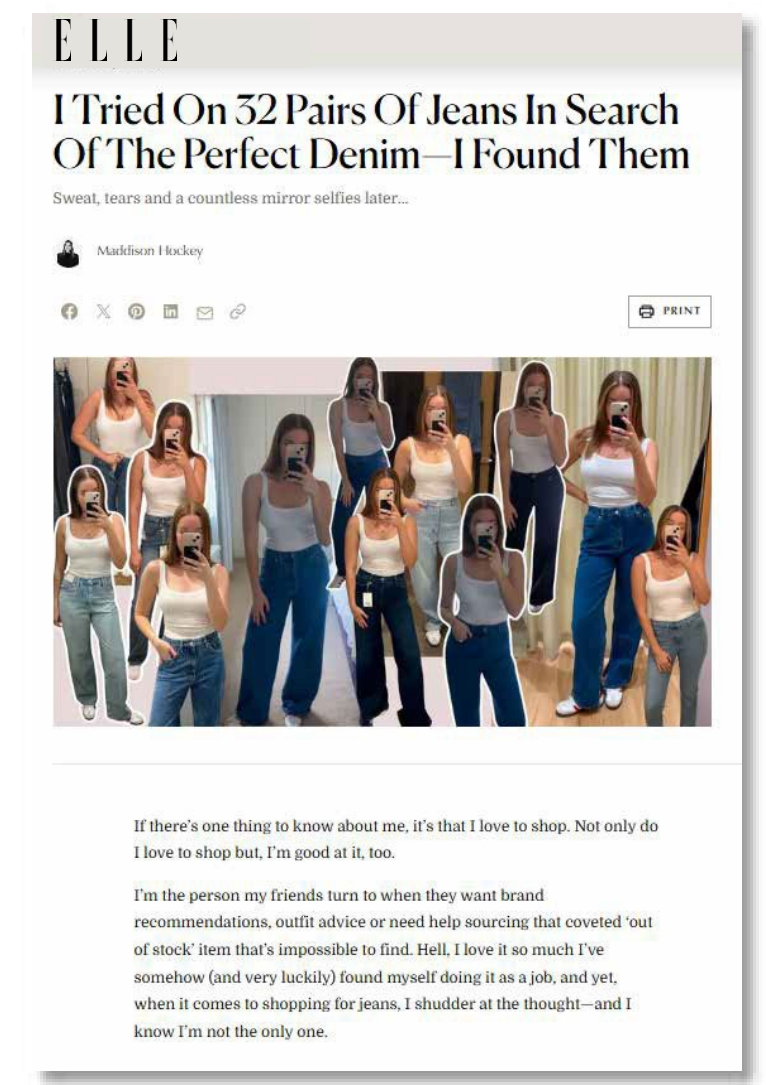 ELLE
I Tried On 32 Pairs Of Jeans In Search
Of The Perfect Denim—I Found Them
Sweat, tears and a countless mirror selfies later...
Maddison Hockey
PRINT
If there's one thing to know about me, it's that I love to shop. Not only do
I love to shop but, I'm good at it, too.
I'm the person my friends turn to when they want brand
recommendations, outfit advice or need help sourcing that coveted 'out
of stock' item that's impossible to find. Hell, I love it so much I've
somehow (and very luckily) found myself doing it as a job, and yet,
when it comes to shopping for jeans, I shudder at the thought—and I
know I'm not the only one.